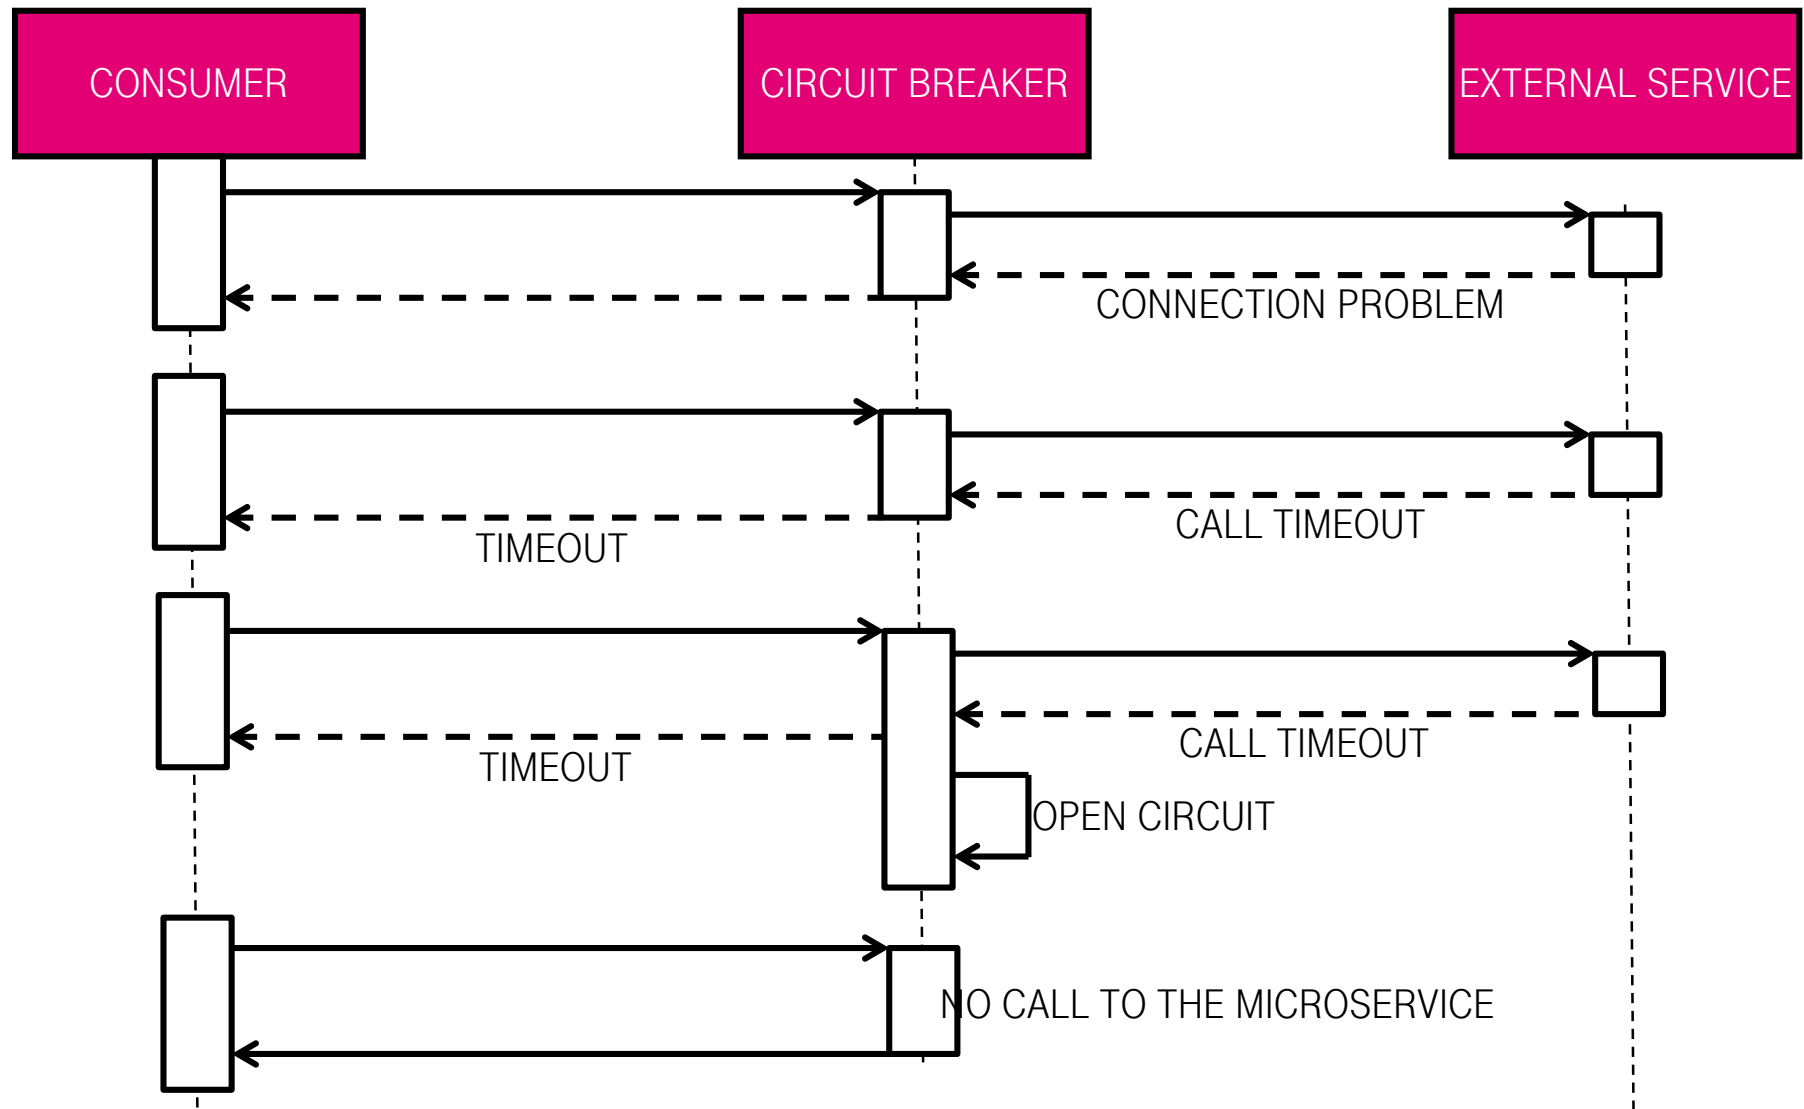 CONSUMER
CIRCUIT BREAKER
EXTERNAL SERVICE
CONNECTION PROBLEM
CALL TIMEOUT
TIMEOUT
CALL TIMEOUT
TIMEOUT
OPEN CIRCUIT
NO CALL TO THE MICROSERVICE